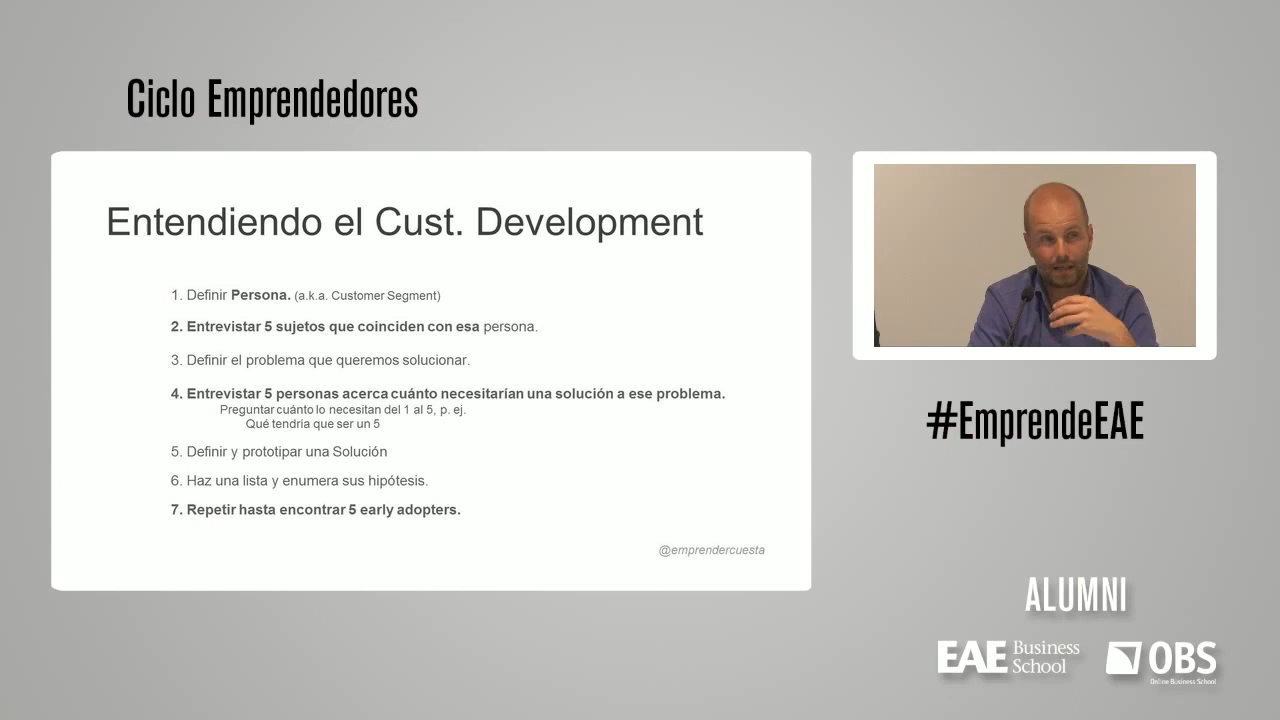 Ciclo Emprendedores
Entendiendo el Cust. Development
1. Definir Persona. (a.k.a. Customer Segment)
2. Entrevistar 5 sujetos que coinciden con esa persona.
3. Definir el problema que queremos solucionar.
4. Entrevistar 5 personas acerca cuánto necesitarían una solución a ese problema.
Preguntar cuánto lo necesitan del 1 al 5, p. ej.
Qué tendría que ser un 5
5. Definir y prototipar una Solución
6. Haz una lista y enumera sus hipótesis.
7. Repetir hasta encontrar 5 early adopters.
@emprendercuesta
#EmprendeEAE
ALUMNI
EAE Business School
OBS
Online Business School